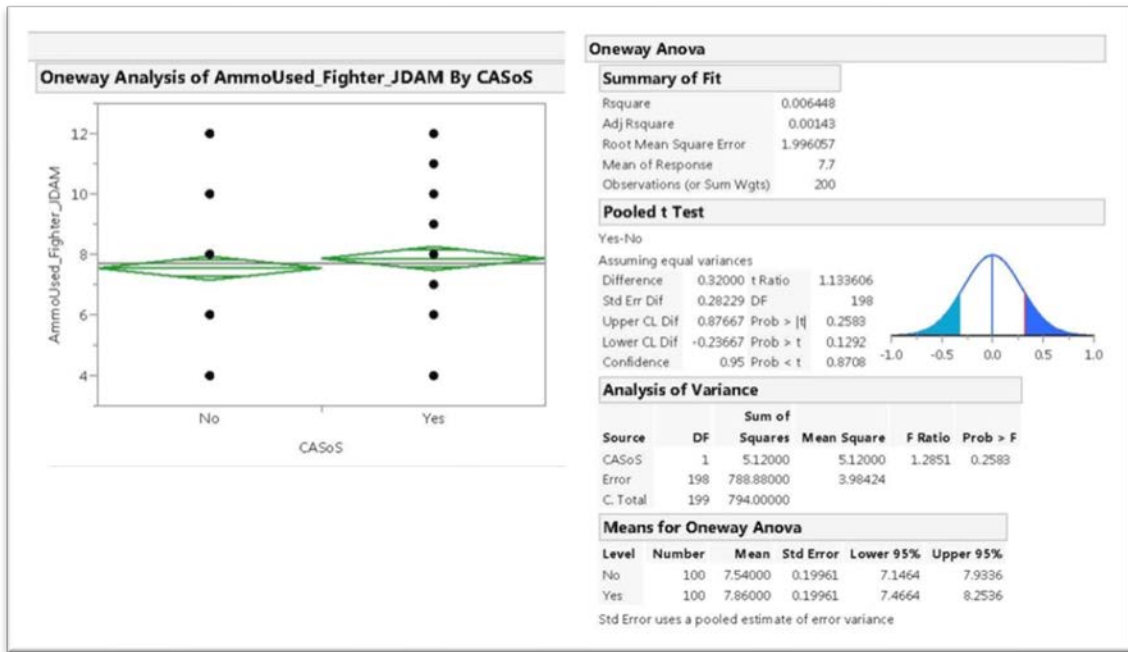 Oneway Analysis of AmmoUsed_Fighter_JDAM By CASoS
AmmoUsed_Fighter_JDAM
12
10
8
6
4
No Yes
CASoS
Oneway Anova
Summary of Fit
Rsquare 0.006448
Adj Rsquare 0.00143
Root Mean Square Error 1.996057
Mean of Response 7.7
Observations (or Sum Wgts) 200
Pooled t Test
Yes-No
Assuming equal variances
Difference 0.32000 t Ratio 1.133606
Std Err Dif 0.28229 DF 198
Upper CL Dif 0.87667 Prob > |t| 0.2583
Lower CL Dif -0.23667 Prob > t 0.1292
Confidence 0.95 Prob < t 0.8708
-1.0 -0.5 0.0 0.5 1.0
Analysis of Variance
Sum of
Source DF Squares Mean Square F Ratio Prob > F
CASoS 1 5.12000 5.12000 1.2851 0.2583
Error 198 788.88000 3.98424
C. Total 199 794.00000
Means for Oneway Anova
Level Number Mean Std Error Lower 95% Upper 95%
No 100 7.54000 0.19961 7.1464 7.9336
Yes 100 7.86000 0.19961 7.4664 8.2536
Std Error uses a pooled estimate of error variance